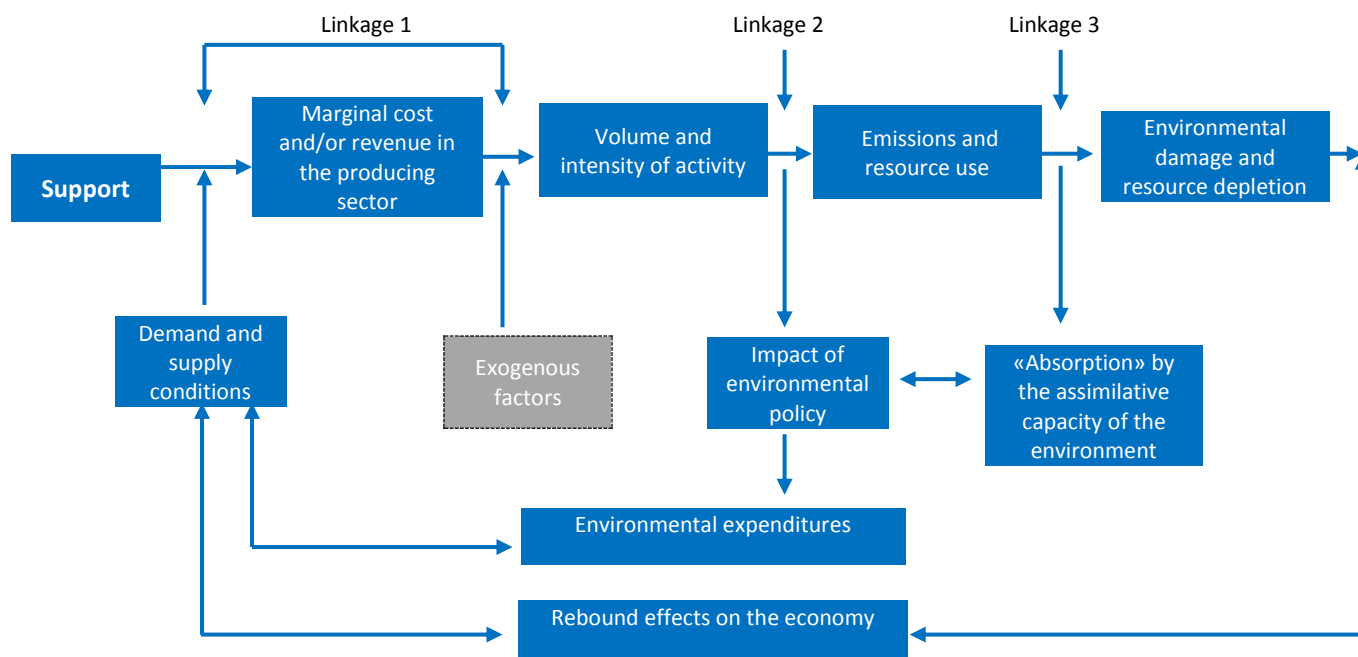 Linkage 1
Linkage 2
Linkage 3
Support
Marginal cost
and/or revenue in
the producing
sector
Volume and
intensity of activity
Emissions and
resource use
Environmental
damage and
resource depletion
Demand and
supply
conditions
Exogenous
factors
Impact of
environmental
policy
«Absorption» by
the assimilative
capacity of the
environment
Environmental expenditures
Rebound effects on the economy